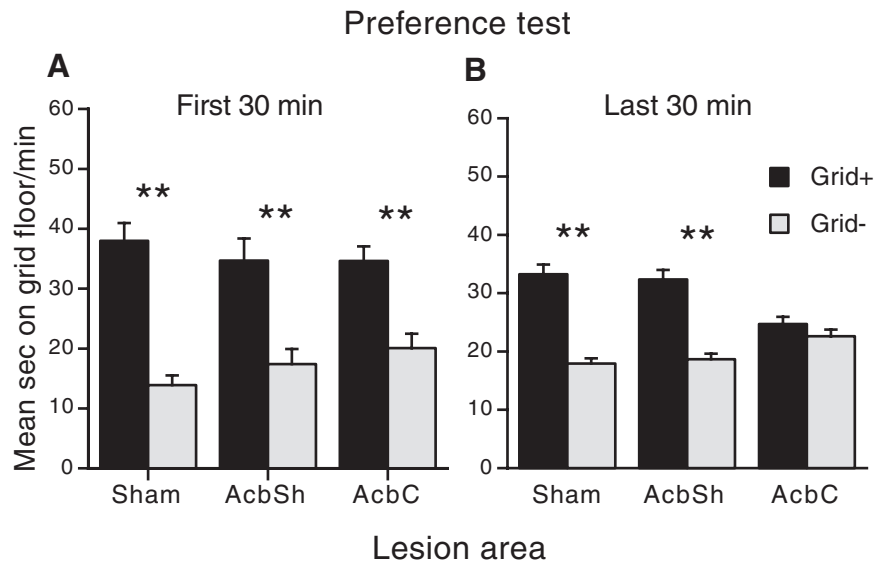 Preference test
A
B
First 30 min
Last 30 min
Mean sec on grid floor/min
60
50
40
30
20
10
0
**
**
**
Sham
AcbSh
AcbC
60
50
40
30
20
10
0
**
**
Sham
AcbSh
AcbC
Grid+
Grid-
Lesion area